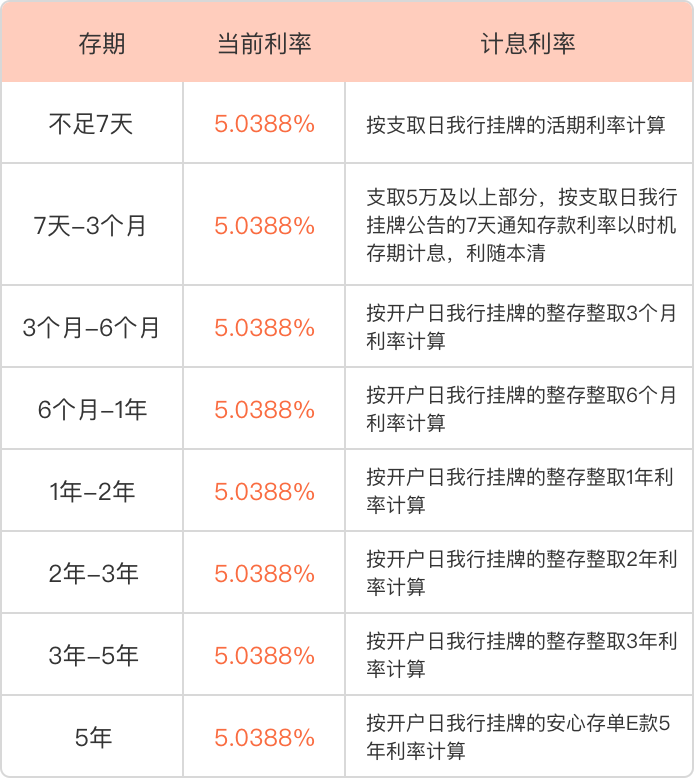 存期 当前利率 计息利率
不足7天 5.0388% 按支取日我行挂牌的活期利率计算
7天-3个月 5.0388% 支取5万及以上部分，按支取日我行
挂牌公告的7天通知存款利率以时机
存期计息，利随本清
3个月-6个月 5.0388% 按开户日我行挂牌的整存整取3个月
利率计算
6个月-1年 5.0388% 按开户日我行挂牌的整存整取6个月
利率计算
1年-2年 5.0388% 按开户日我行挂牌的整存整取1年利
率计算
2年-3年 5.0388% 按开户日我行挂牌的整存整取2年利
率计算
3年-5年 5.0388% 按开户日我行挂牌的整存整取3年利
率计算
5年 5.0388% 按开户日我行挂牌的安心存单E款5
年利率计算